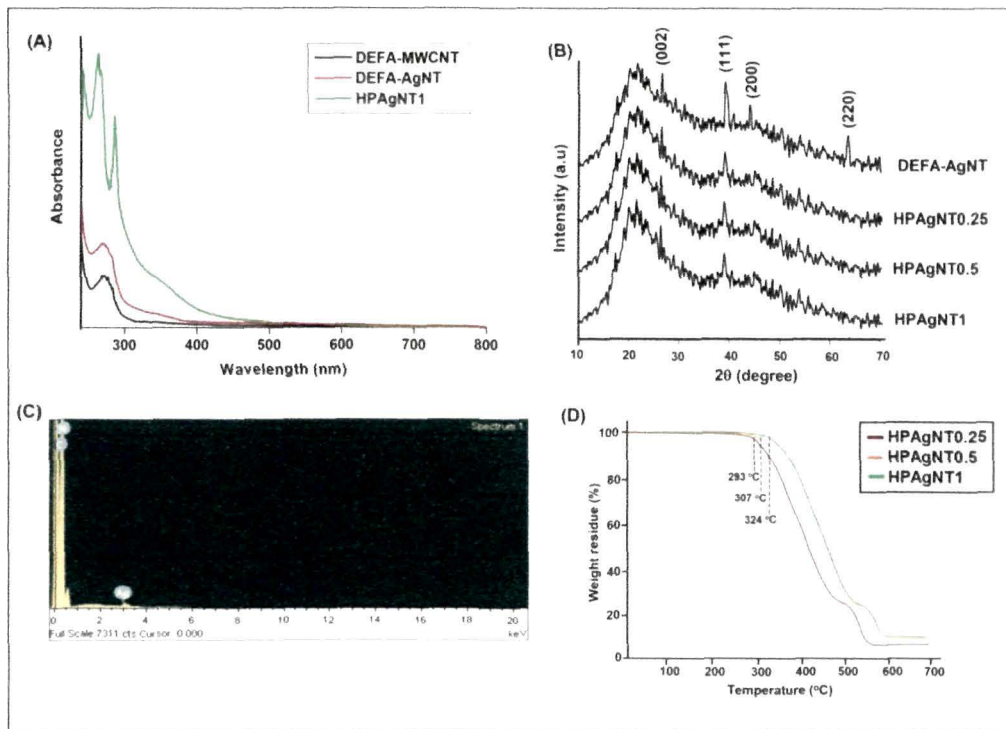 (A)
DEFA-MWCNT
DEFA-AgNT
HPAgNT1
Absorbance
300 400 500 600 700 800
Wavelength (nm)
(B)
(002)
(111)
(200)
(220)
DEFA-AgNT
HPAgNT0.25
HPAgNT0.5
HPAgNT1
Intensity (a.u)
10 20 30 40 50 60 70
2θ (degree)
(C)
Spectrum 1
0 2 4 6 8 10 12 14 16 18 20
Full Scale 7311 cts Cursor 0.000
keV
(D)
HPAgNT0.25
HPAgNT0.5
HPAgNT1
100
80
60
40
20
0
Weight residue (%)
293 °C
307 °C
324 °C
100 200 300 400 500 600 700
Temperature (°C)